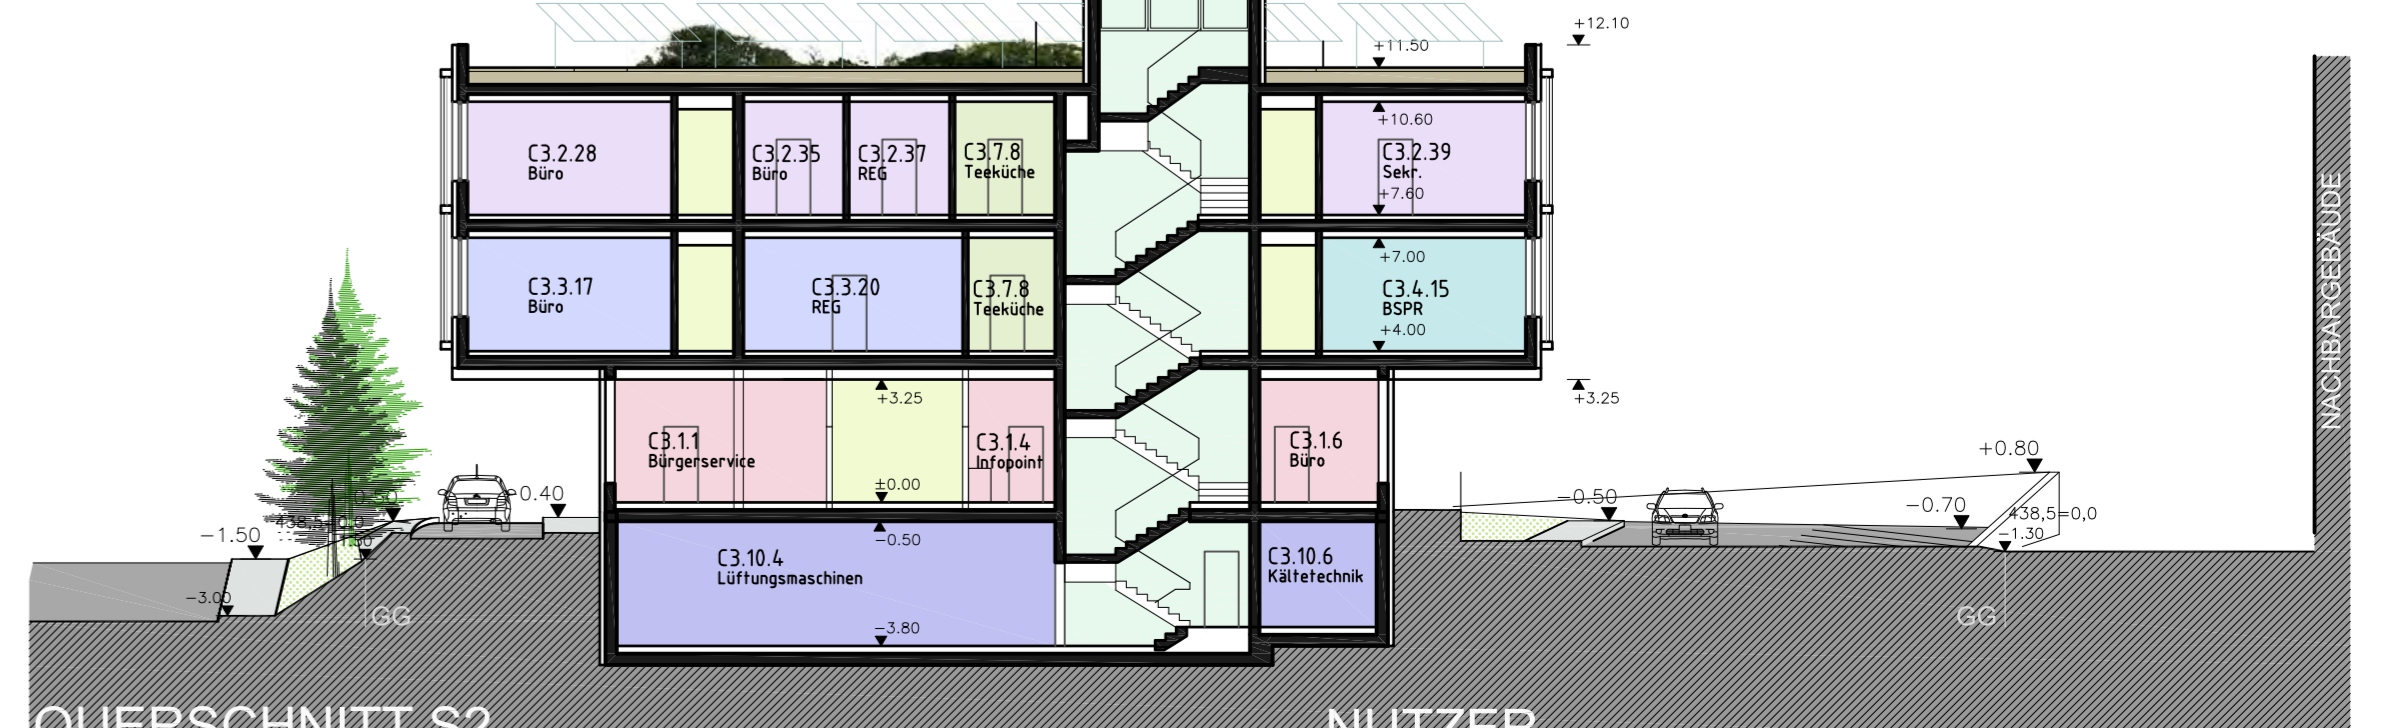 +12.10
+11.50
+10.60
C3.2.28
Büro
C3.2.35
Büro
C3.2.37
REG
C3.7.8
Teeküche
C3.2.39
Sekr.
+7.60
NACHBARGEBÄUDE
+7.00
C3.3.17
Büro
C3.3.20
REG
C3.7.8
Teeküche
C3.4.15
BSPR
+4.00
+3.25
+3.25
C3.1.1
Bürgerservice
C3.1.4
Infopoint
C3.1.6
Büro
+0.80
±0.00
0.40
−0.50
−0.70
438,5=0,0
438,5=0,0
−1.50
−1.30
−0.50
C3.10.4
Lüftungsmaschinen
C3.10.6
Kältetechnik
−3.00
GG
GG
−3.80
QUERSCHNITT S2
NUTZER